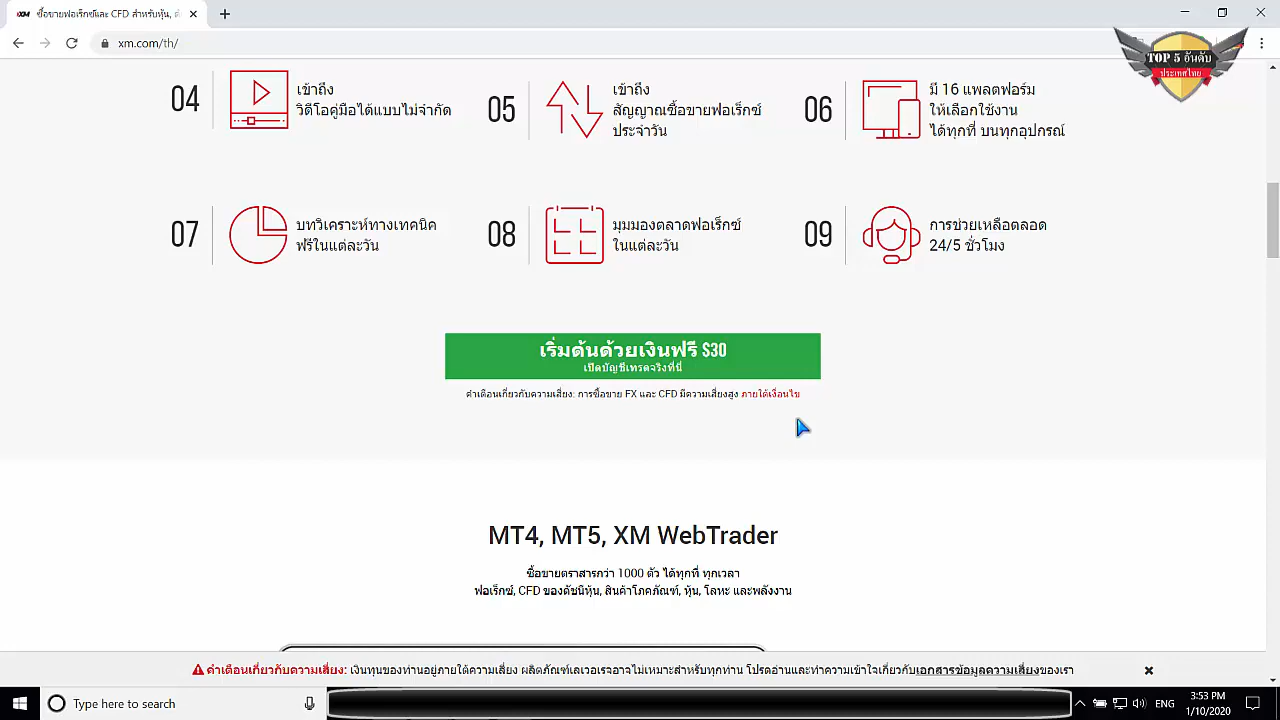 XM
ซื้อขายฟอเร็กซ์และ CFD สำหรับหุ้น, ด
xm.com/th/
TOP 5 อันดับ
ประเทศไทย
04
เข้าถึง
วิดีโอคู่มือได้แบบไม่จำกัด
05
เข้าถึง
สัญญาณซื้อขายฟอเร็กซ์
ประจำวัน
06
มี 16 แพลตฟอร์ม
ให้เลือกใช้งาน
ได้ทุกที่ บนทุกอุปกรณ์
07
บทวิเคราะห์ทางเทคนิค
ฟรีในแต่ละวัน
08
มุมมองตลาดฟอเร็กซ์
ในแต่ละวัน
09
การช่วยเหลือตลอด
24/5 ชั่วโมง
เริ่มต้นด้วยเงินฟรี $30
เปิดบัญชีเทรดจริงที่นี่
คำเตือนเกี่ยวกับความเสี่ยง: การซื้อขาย FX และ CFD มีความเสี่ยงสูง ภายใต้เงื่อนไข
MT4, MT5, XM WebTrader
ซื้อขายตราสารกว่า 1000 ตัว ได้ทุกที่ ทุกเวลา
ฟอเร็กซ์, CFD ของดัชนีหุ้น, สินค้าโภคภัณฑ์, หุ้น, โลหะ และพลังงาน
คำเตือนเกี่ยวกับความเสี่ยง: เงินทุนของท่านอยู่ภายใต้ความเสี่ยง ผลิตภัณฑ์เลเวอเรจอาจไม่เหมาะสำหรับทุกท่าน โปรดอ่านและทำความเข้าใจเกี่ยวกับเอกสารข้อมูลความเสี่ยงของเรา
Type here to search
ENG
3:53 PM
1/10/2020